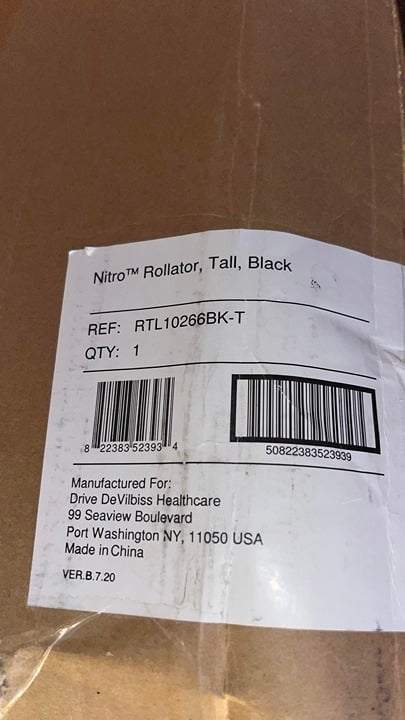 Nitro™ Rollator, Tall, Black
REF: RTL10266BK-T
QTY: 1
8 22383 52393 4
50822383523939
Manufactured For:
Drive DeVilbiss Healthcare
99 Seaview Boulevard
Port Washington NY, 11050 USA
Made in China
VER.B.7.20